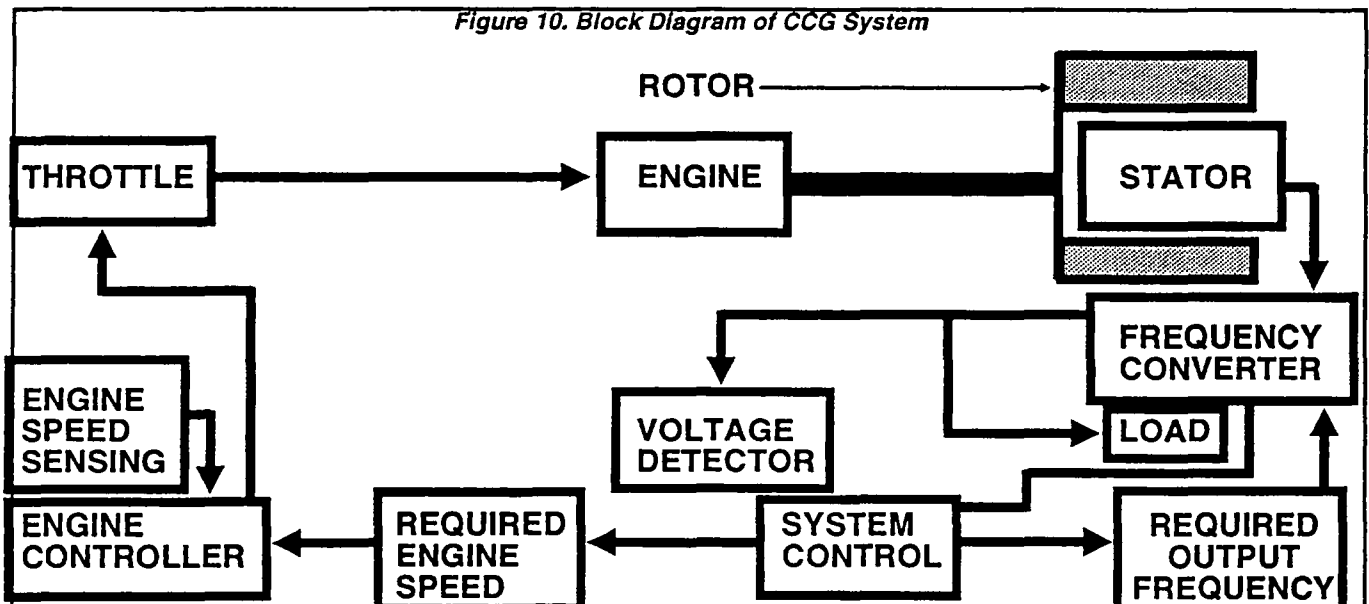 Figure 10. Block Diagram of CCG System
ROTOR
THROTTLE
ENGINE
STATOR
FREQUENCY
CONVERTER
ENGINE
SPEED
SENSING
VOLTAGE
DETECTOR
LOAD
ENGINE
CONTROLLER
REQUIRED
ENGINE
SPEED
SYSTEM
CONTROL
REQUIRED
OUTPUT
FREQUENCY